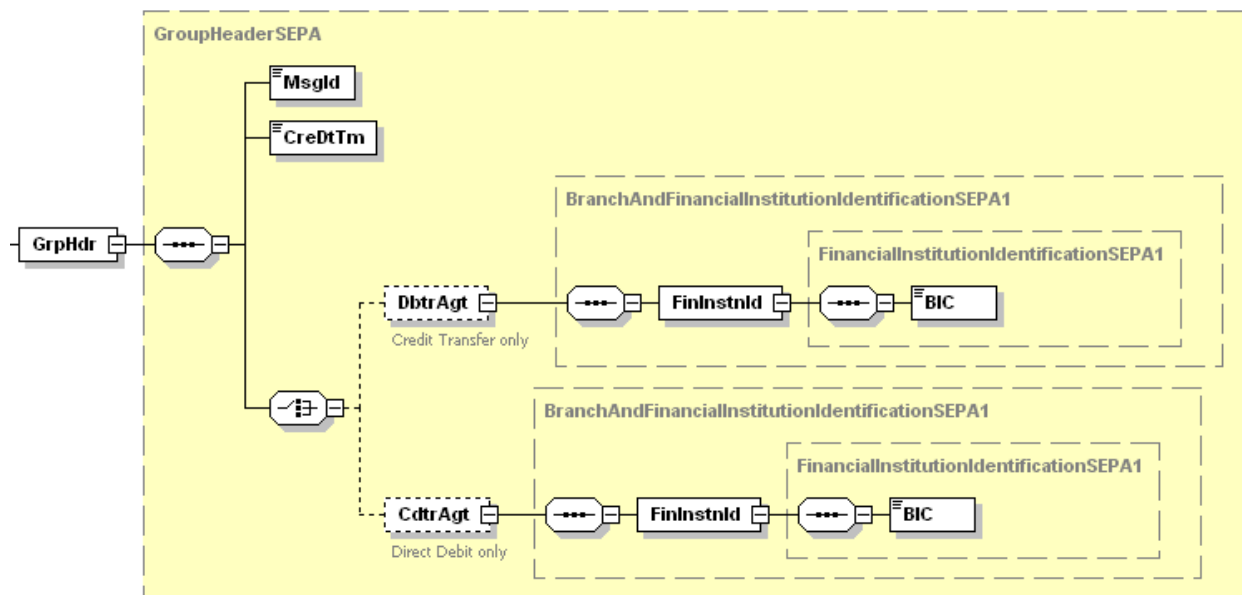 GroupHeaderSEPA
MsgId
CreDtTm
GrpHdr
BranchAndFinancialInstitutionIdentificationSEPA1
FinancialInstitutionIdentificationSEPA1
DbtrAgt
FinInstnId
BIC
Credit Transfer only
BranchAndFinancialInstitutionIdentificationSEPA1
FinancialInstitutionIdentificationSEPA1
CdtrAgt
FinInstnId
BIC
Direct Debit only